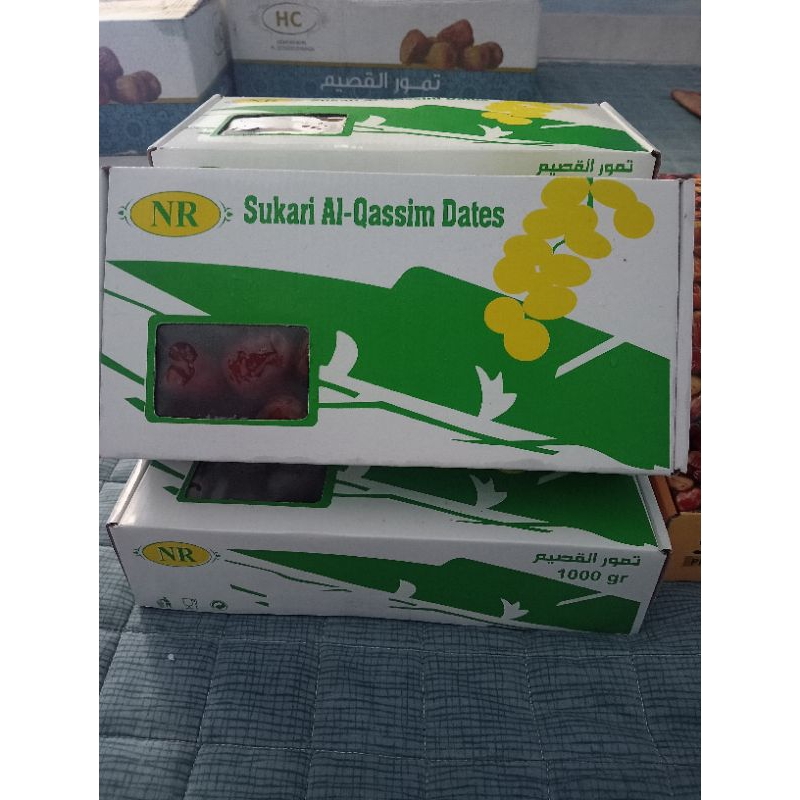 HC
تمور القصيم
تمور القصيم
NR
Sukari Al-Qassim Dates
NR
تمور القصيم
1000 gr